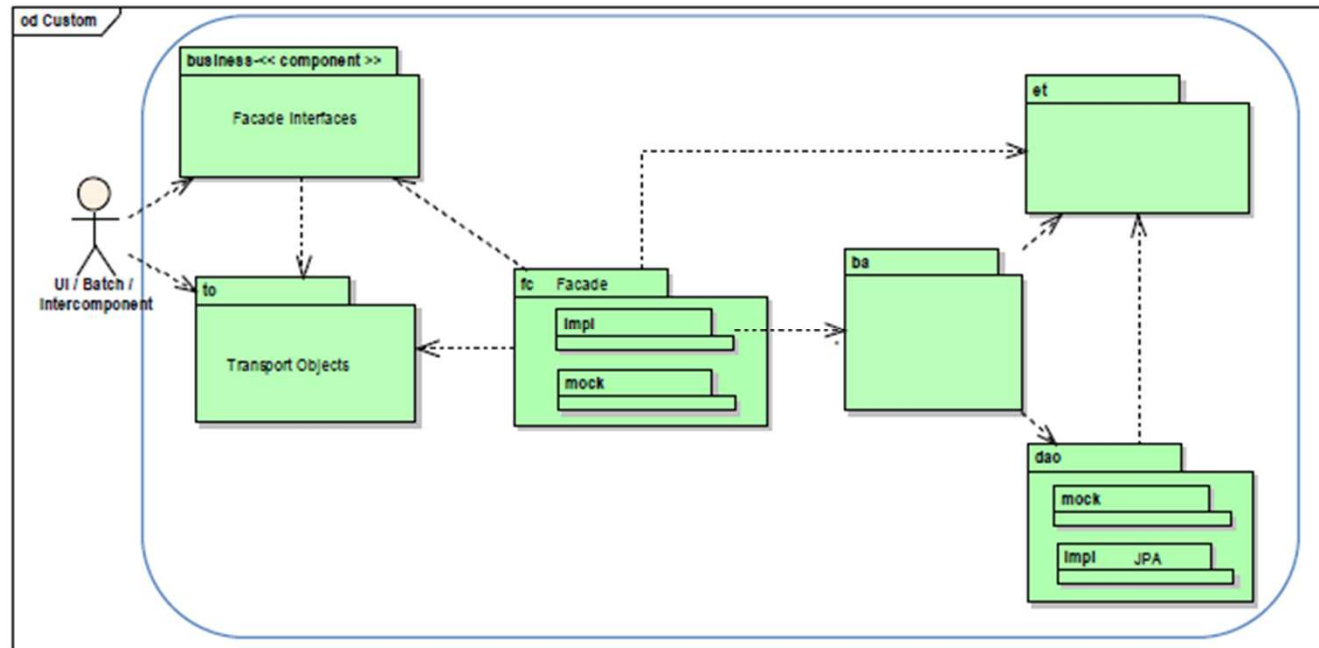 od Custom
business-<< component >>
Facade Interfaces
et
UI / Batch /
Intercomponent
to
Transport Objects
fc Facade
Impl
mock
ba
dao
mock
Impl JPA